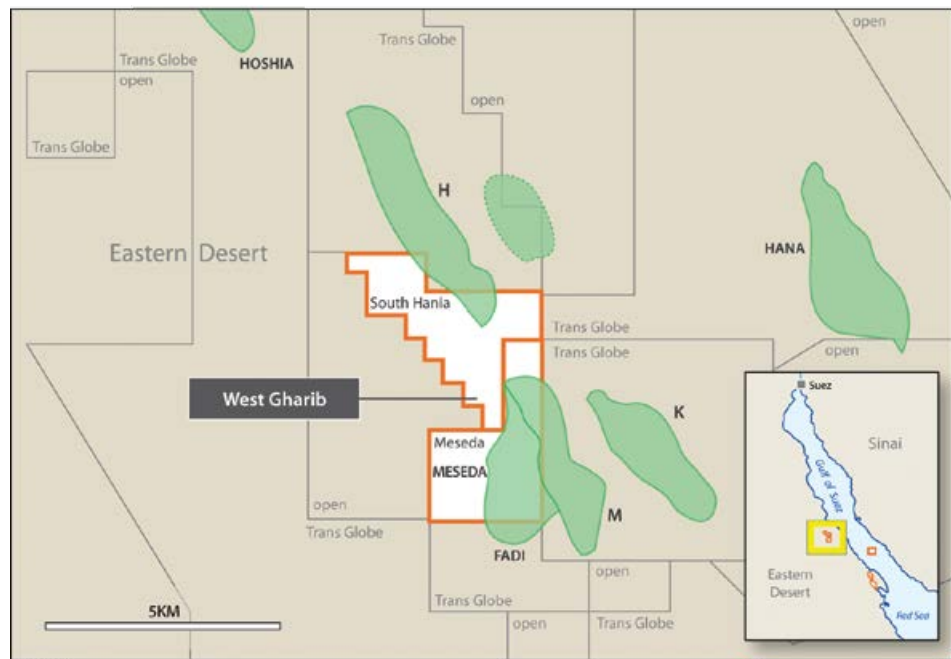 open
Trans Globe
open
HOSHIA
Trans Globe
open
Trans Globe
open
open
H
Eastern Desert
HANA
South Hania
Trans Globe
Trans Globe
open
West Gharib
K
Meseda
MESEDA
open
Trans Globe
M
FADI
open
Trans Globe
open
Trans Globe
5KM
Suez
Sinai
Gulf of Suez
Eastern
Desert
Red Sea